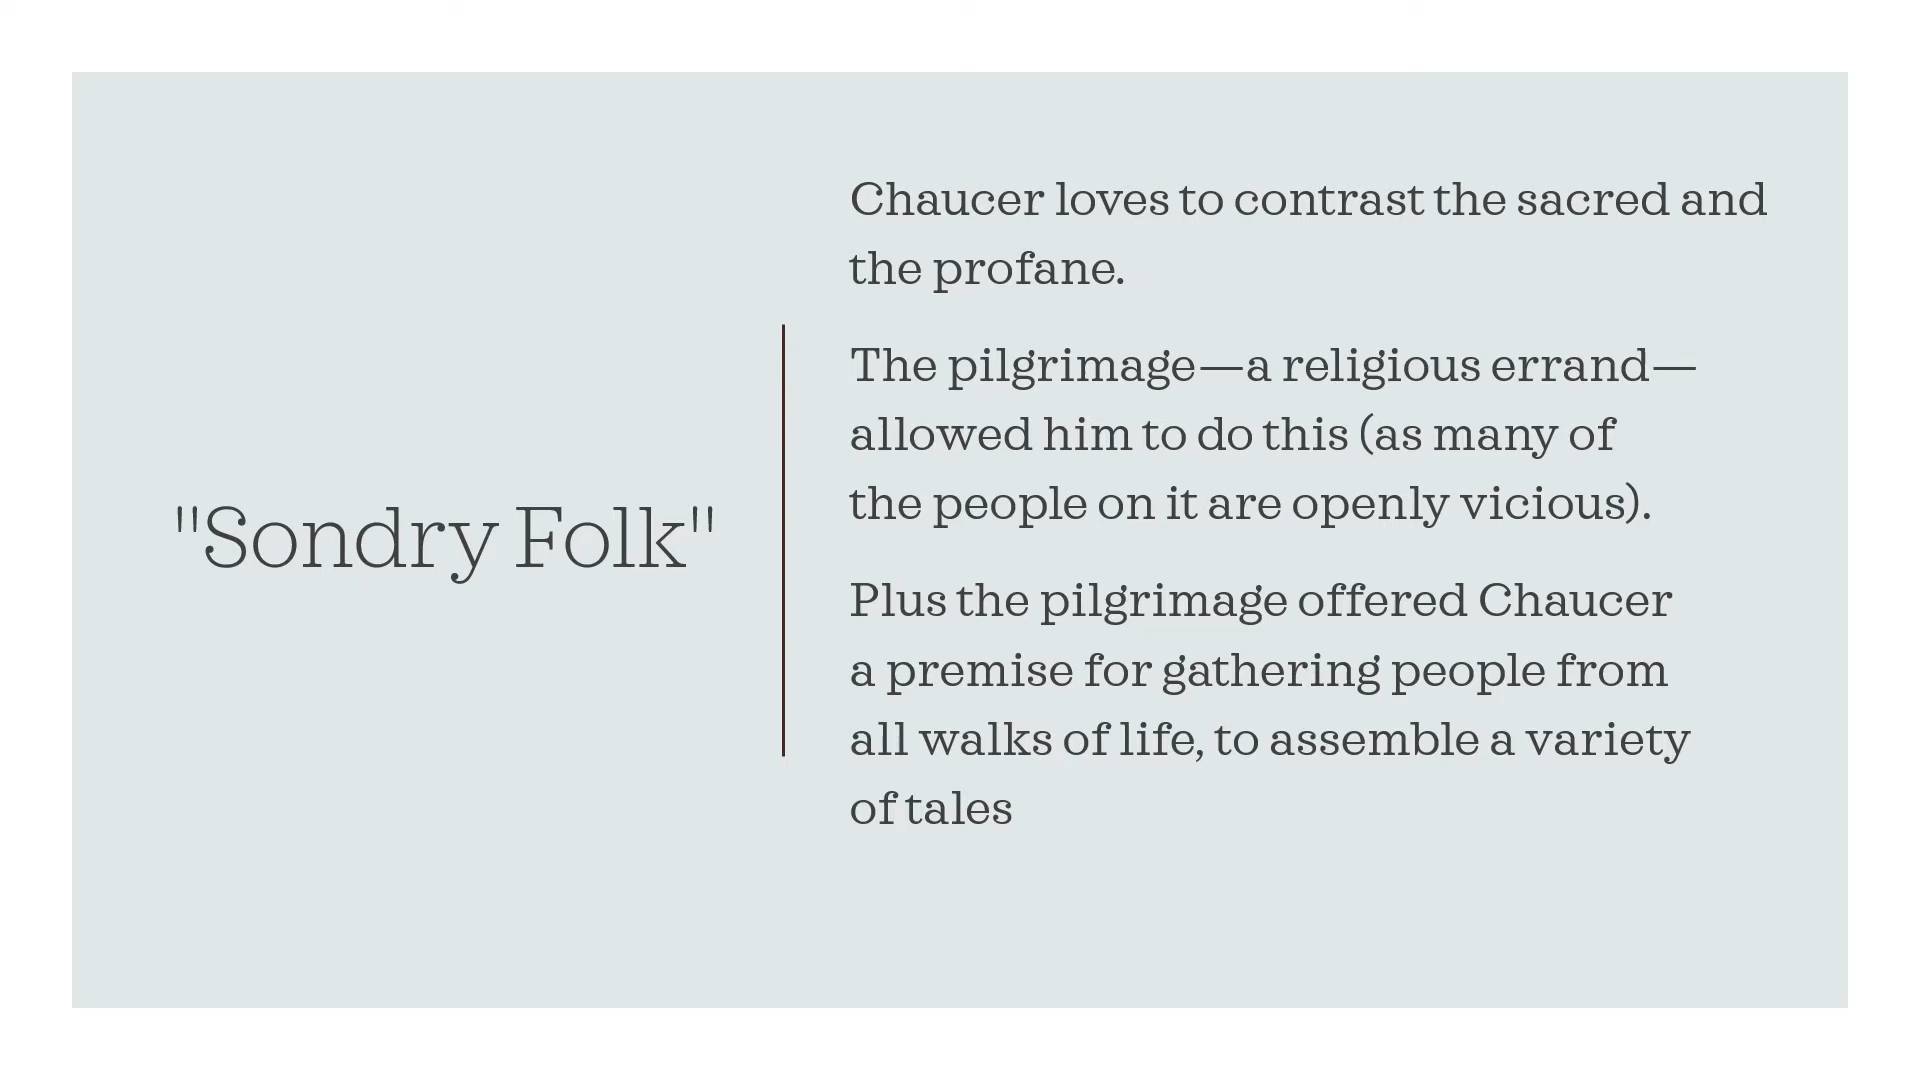 "Sondry Folk"
Chaucer loves to contrast the sacred and
the profane.
The pilgrimage—a religious errand—
allowed him to do this (as many of
the people on it are openly vicious).
Plus the pilgrimage offered Chaucer
a premise for gathering people from
all walks of life, to assemble a variety
of tales